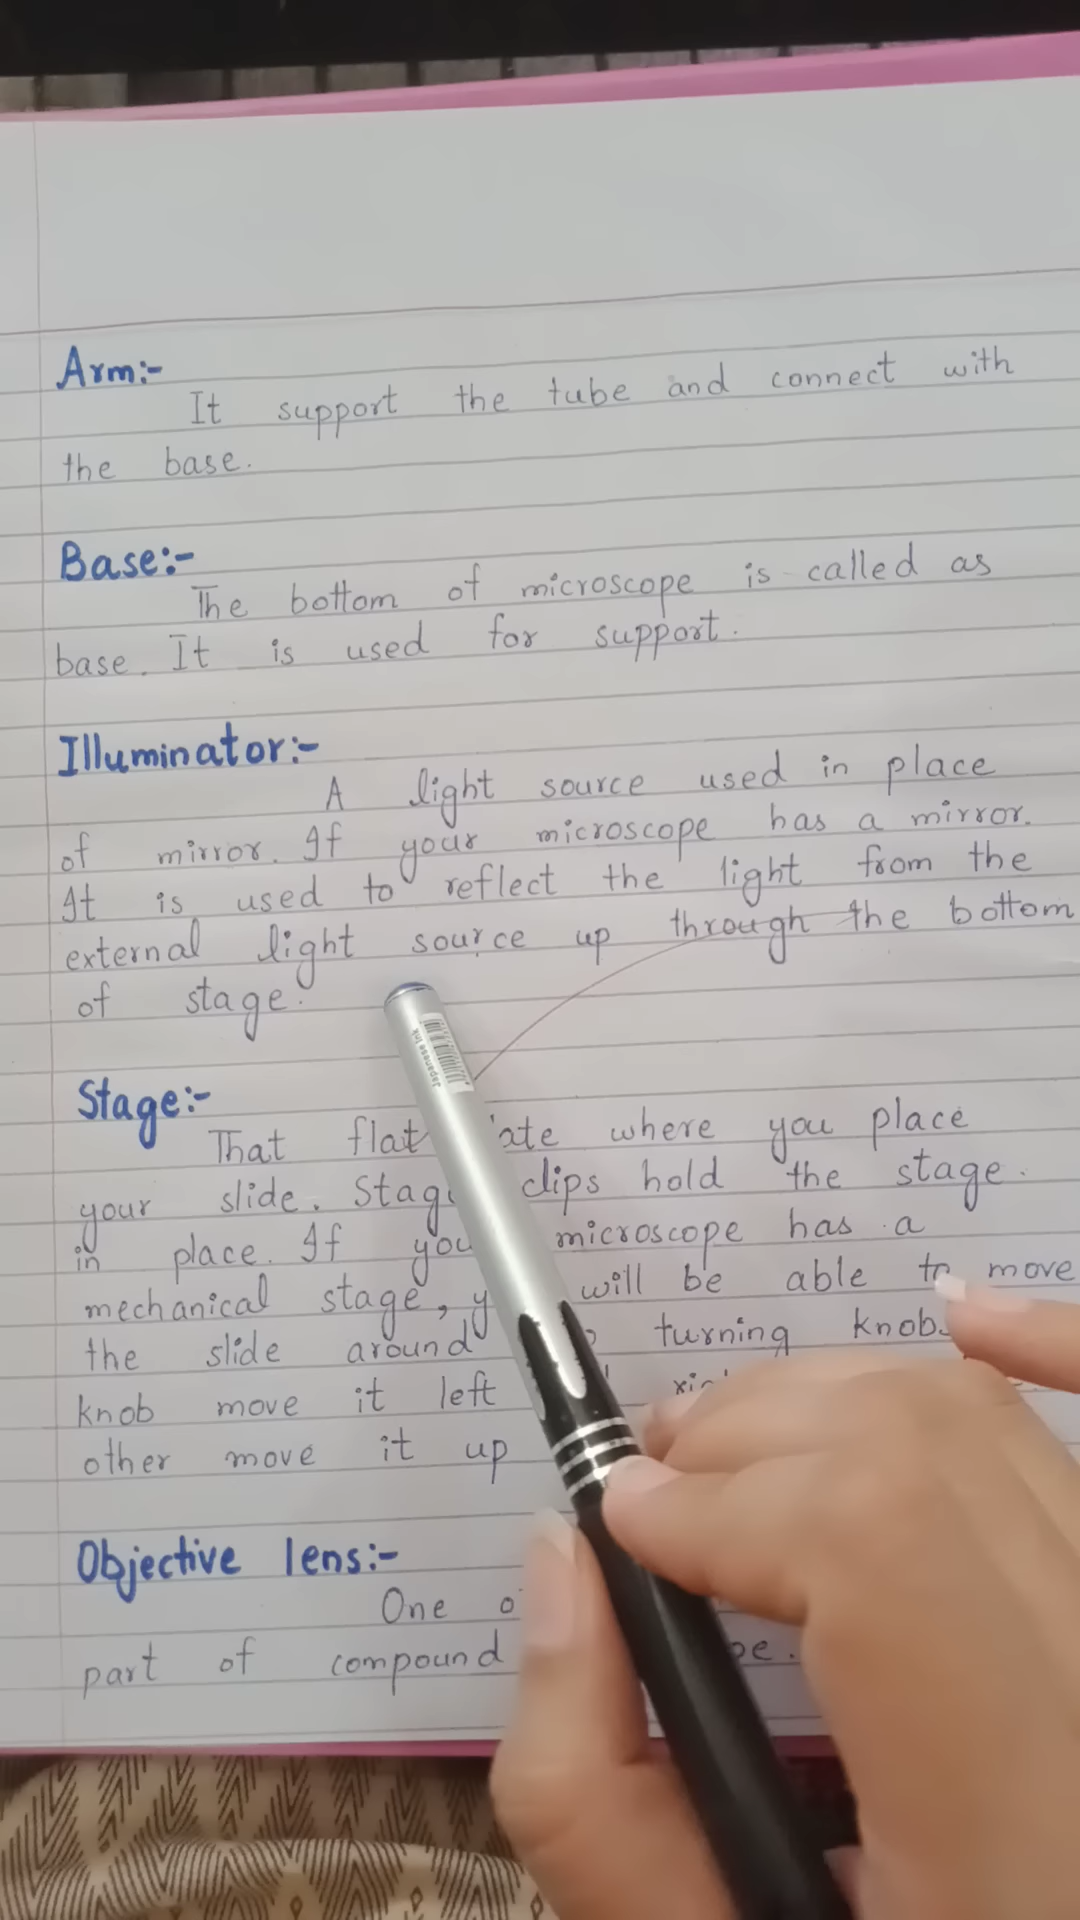 Arm:-
It support the tube and connect with
the base.
Base:-
The bottom of microscope is called as
base. It is used for support.
Illuminator:-
A light source used in place
of mirror. If your microscope has a mirror.
It is used to reflect the light from the
external light source up through the bottom
of stage.
Japanese Ink
Stage:-
That flat where you place
your slide. Stage clips hold the stage.
in place. If microscope has a
mechanical stage, will be able to move
the slide around turning
knob move it left
other move it up
Objective lens:-
One
part of compound